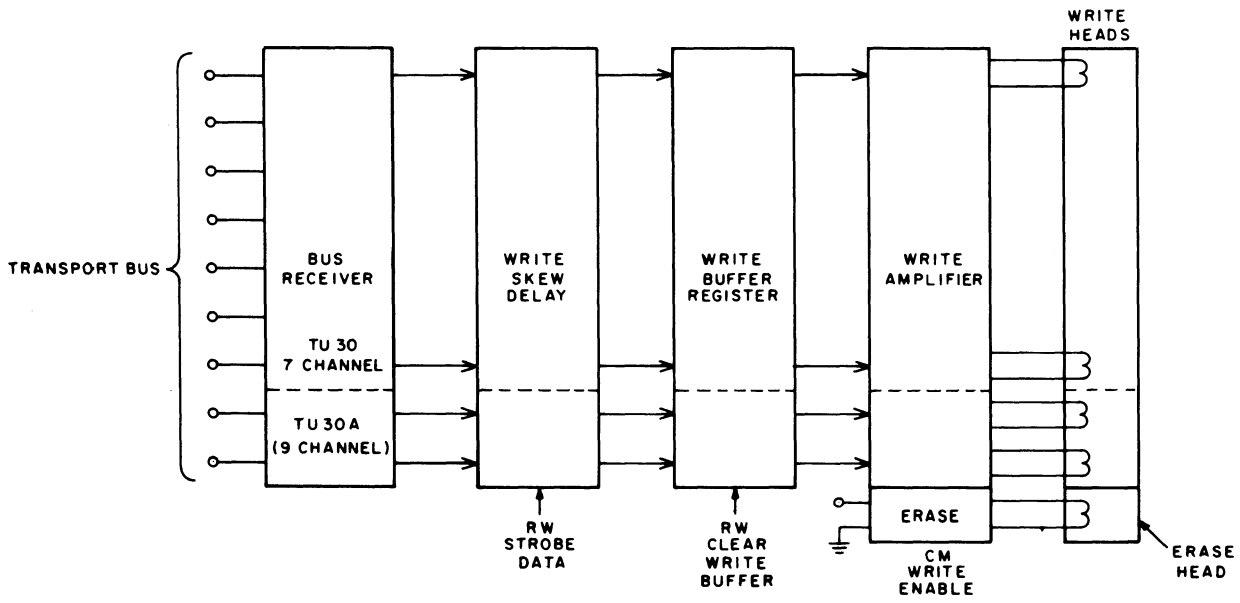 WRITE
HEADS
TRANSPORT BUS
BUS
RECEIVER
WRITE
SKEW
DELAY
WRITE
BUFFER
REGISTER
WRITE
AMPLIFIER
TU 30
7 CHANNEL
TU 30A
(9 CHANNEL)
ERASE
RW
STROBE
DATA
RW
CLEAR
WRITE
BUFFER
CM
WRITE
ENABLE
ERASE
HEAD